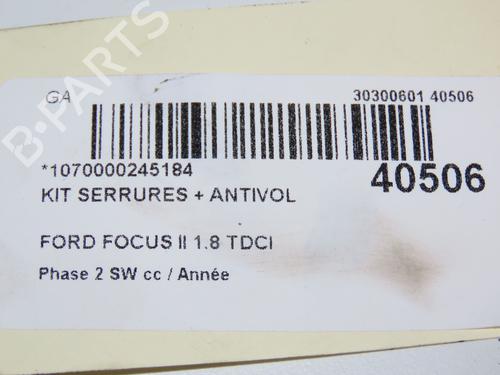 GA
30300601 40506
*1070000245184
40506
KIT SERRURES + ANTIVOL
FORD FOCUS II 1.8 TDCI
Phase 2 SW cc / Année
B-PARTS